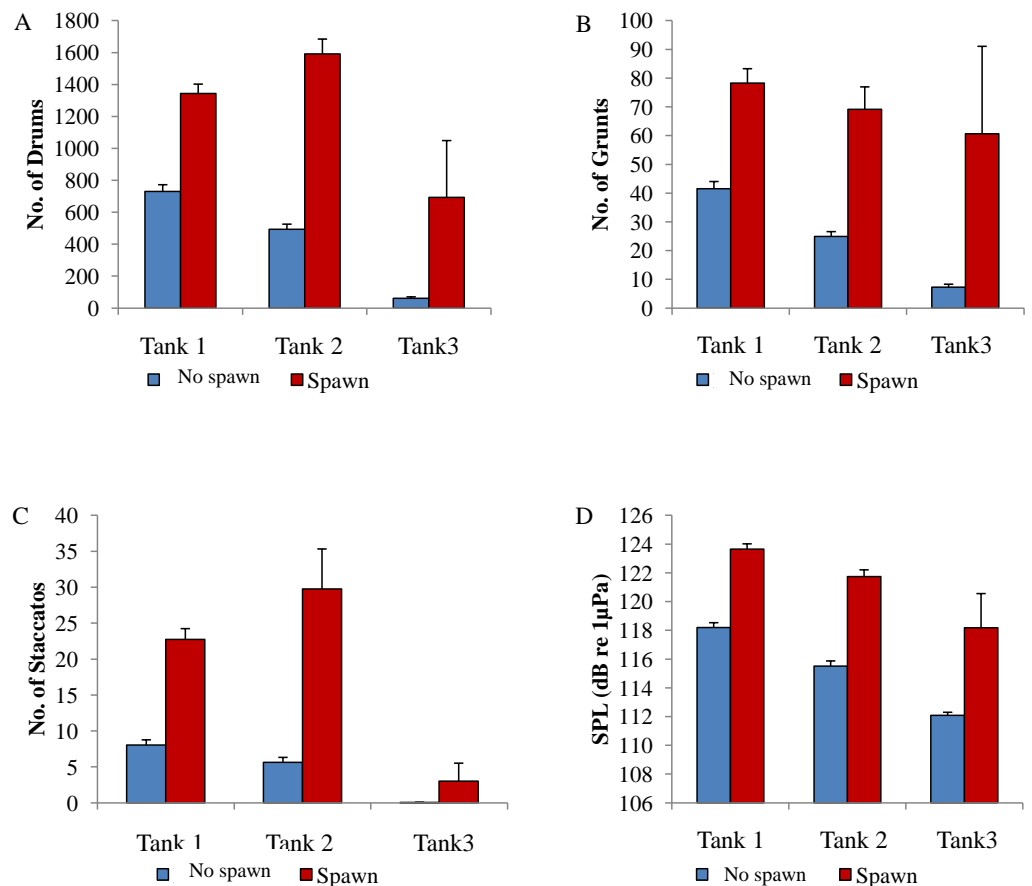 A
No. of Drums
1800
1600
1400
1200
1000
800
600
400
200
0
Tank 1 Tank 2 Tank3
No spawn Spawn
B
No. of Grunts
100
90
80
70
60
50
40
30
20
10
0
Tank 1 Tank 2 Tank3
No spawn Spawn
C
No. of Staccatos
40
35
30
25
20
15
10
5
0
Tank 1 Tank 2 Tank3
No spawn Spawn
D
SPL (dB re 1µPa)
126
124
122
120
118
116
114
112
110
108
106
Tank 1 Tank 2 Tank3
No spawn Spawn